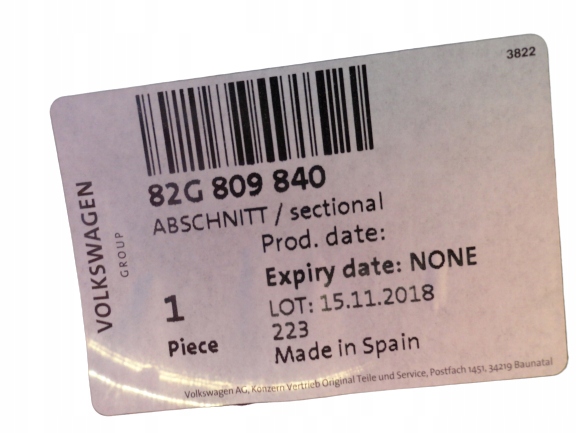 3822
82G 809 840
ABSCHNITT / sectional
Prod. date:
Expiry date: NONE
LOT: 15.11.2018
223
Made in Spain
1
Piece
VOLKSWAGEN
GROUP
Volkswagen AG, Konzern Vertrieb Original Teile und Service, Postfach 1451, 34219 Baunatal